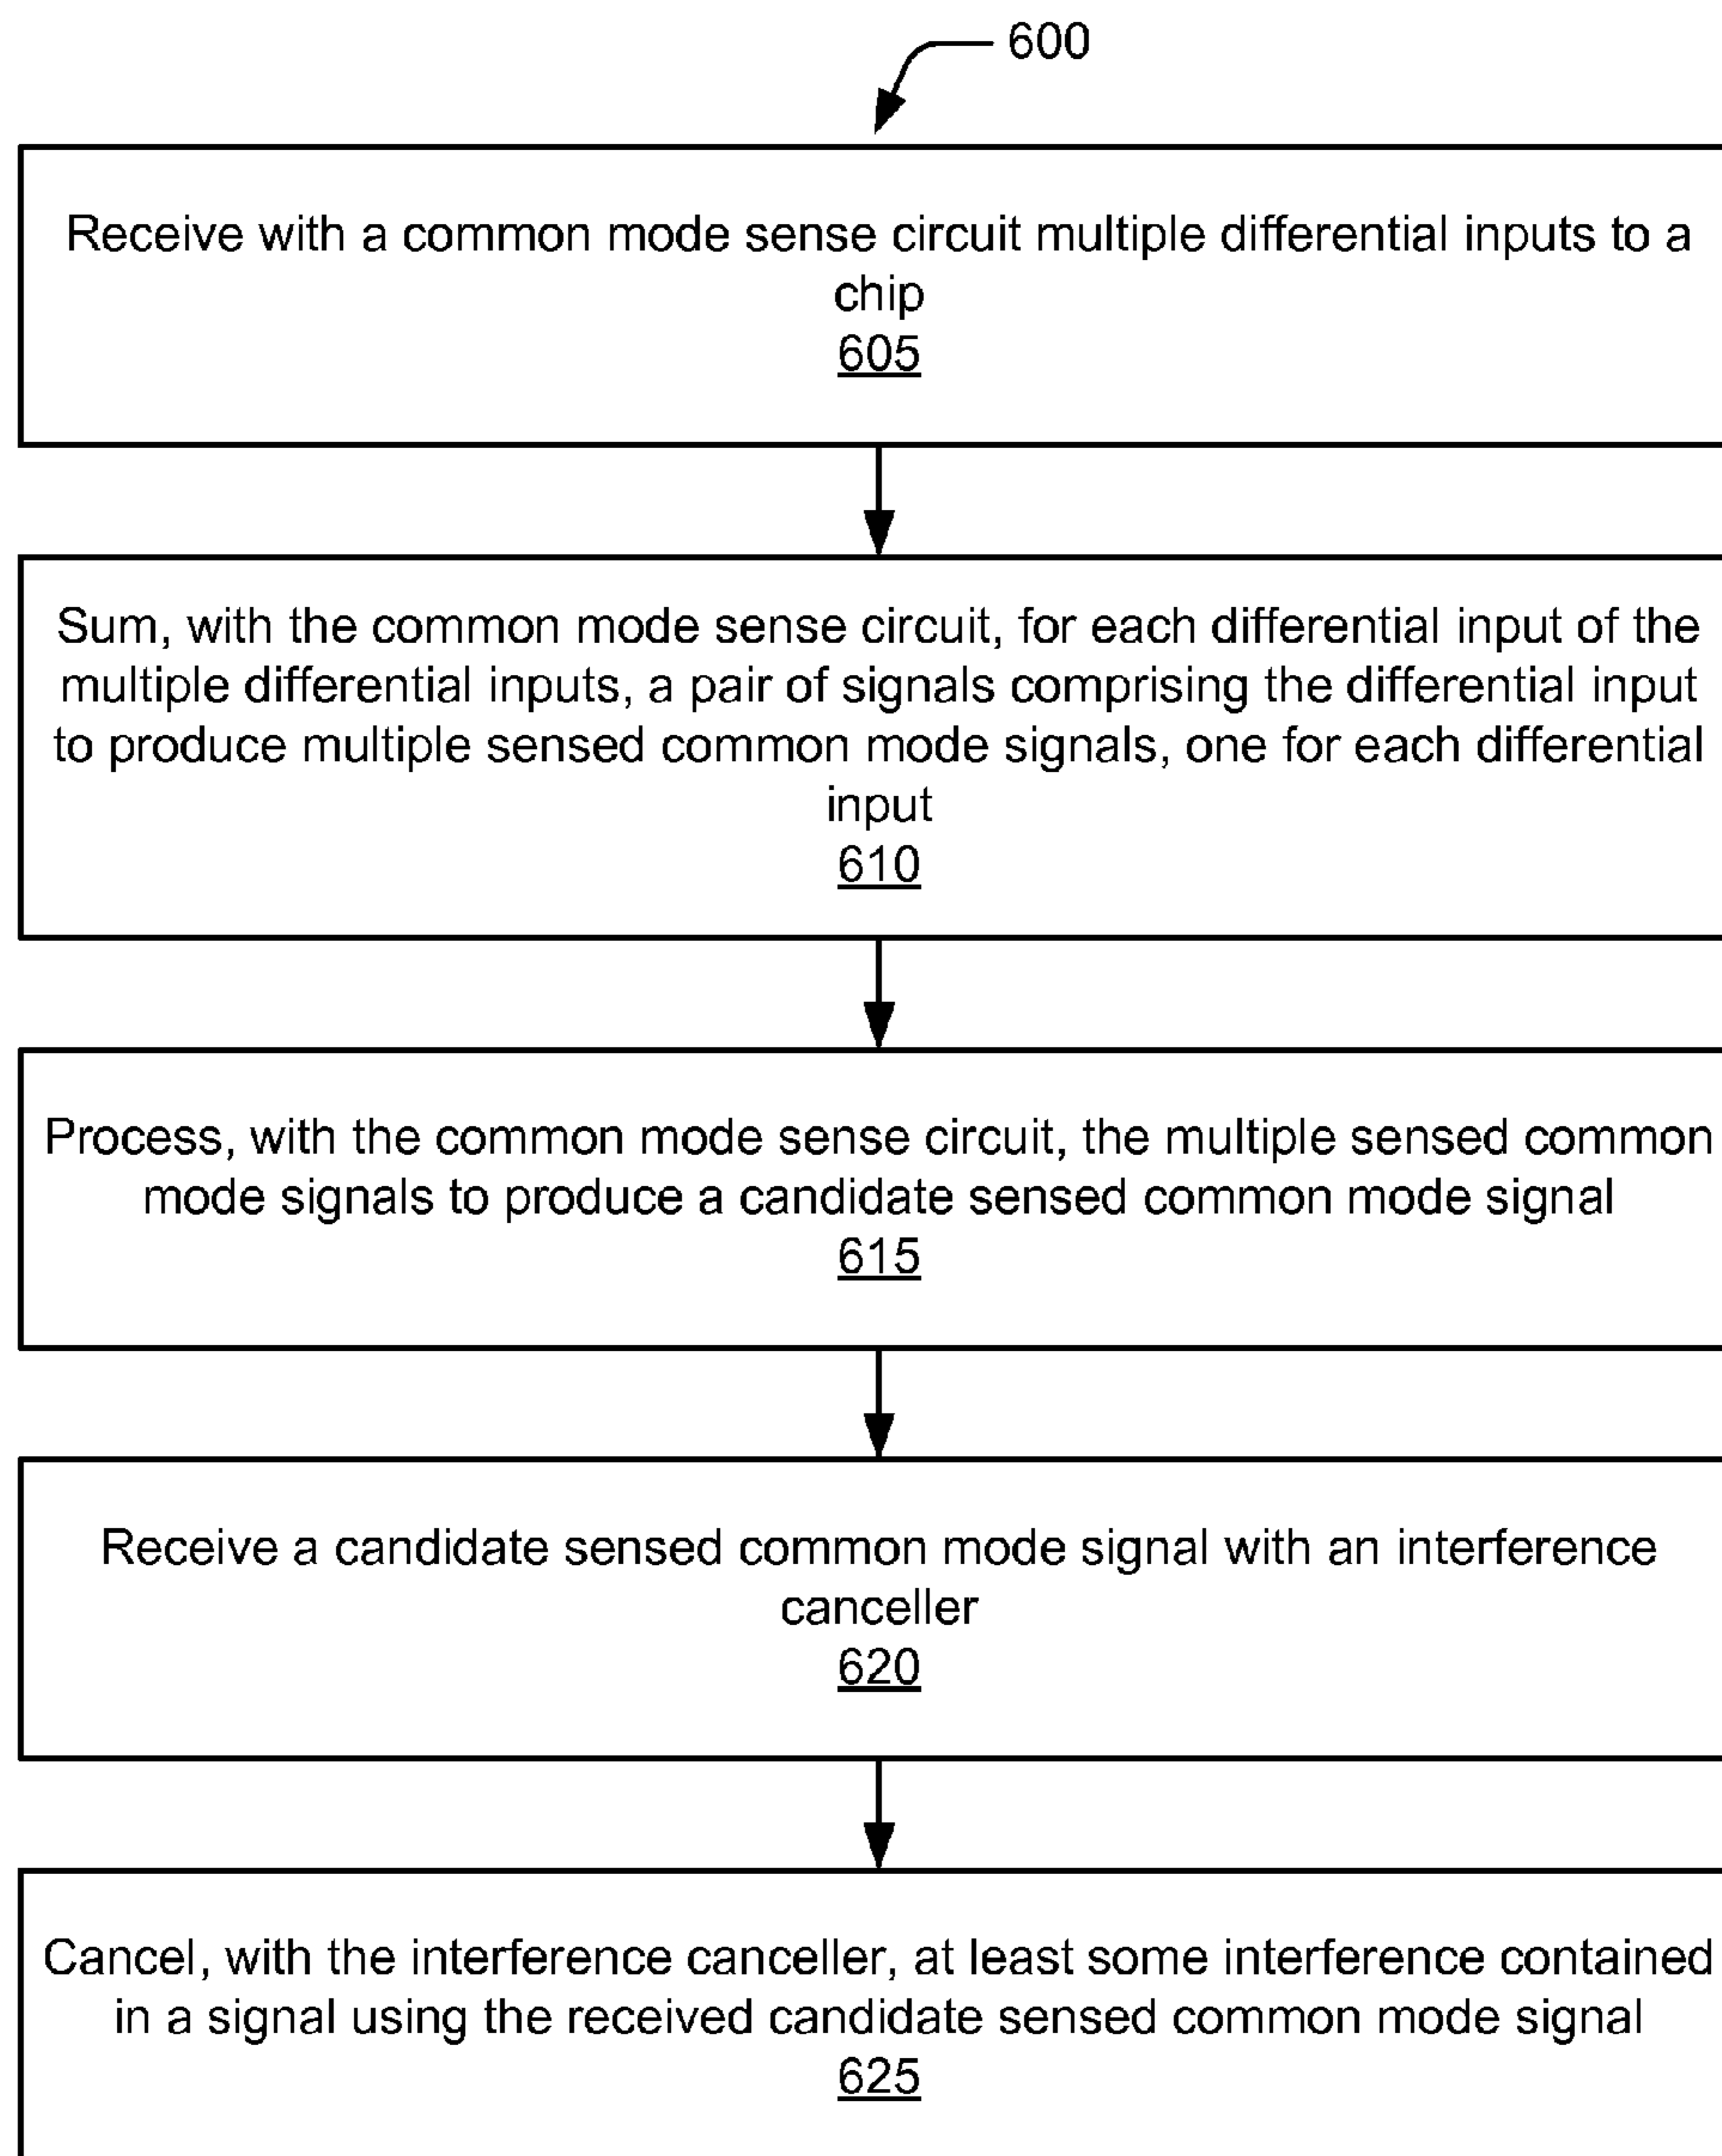 600
Receive with a common mode sense circuit multiple differential inputs to a
chip
605
Sum, with the common mode sense circuit, for each differential input of the
multiple differential inputs, a pair of signals comprising the differential input
to produce multiple sensed common mode signals, one for each differential
input
610
Process, with the common mode sense circuit, the multiple sensed common
mode signals to produce a candidate sensed common mode signal
615
Receive a candidate sensed common mode signal with an interference
canceller
620
Cancel, with the interference canceller, at least some interference contained
in a signal using the received candidate sensed common mode signal
625